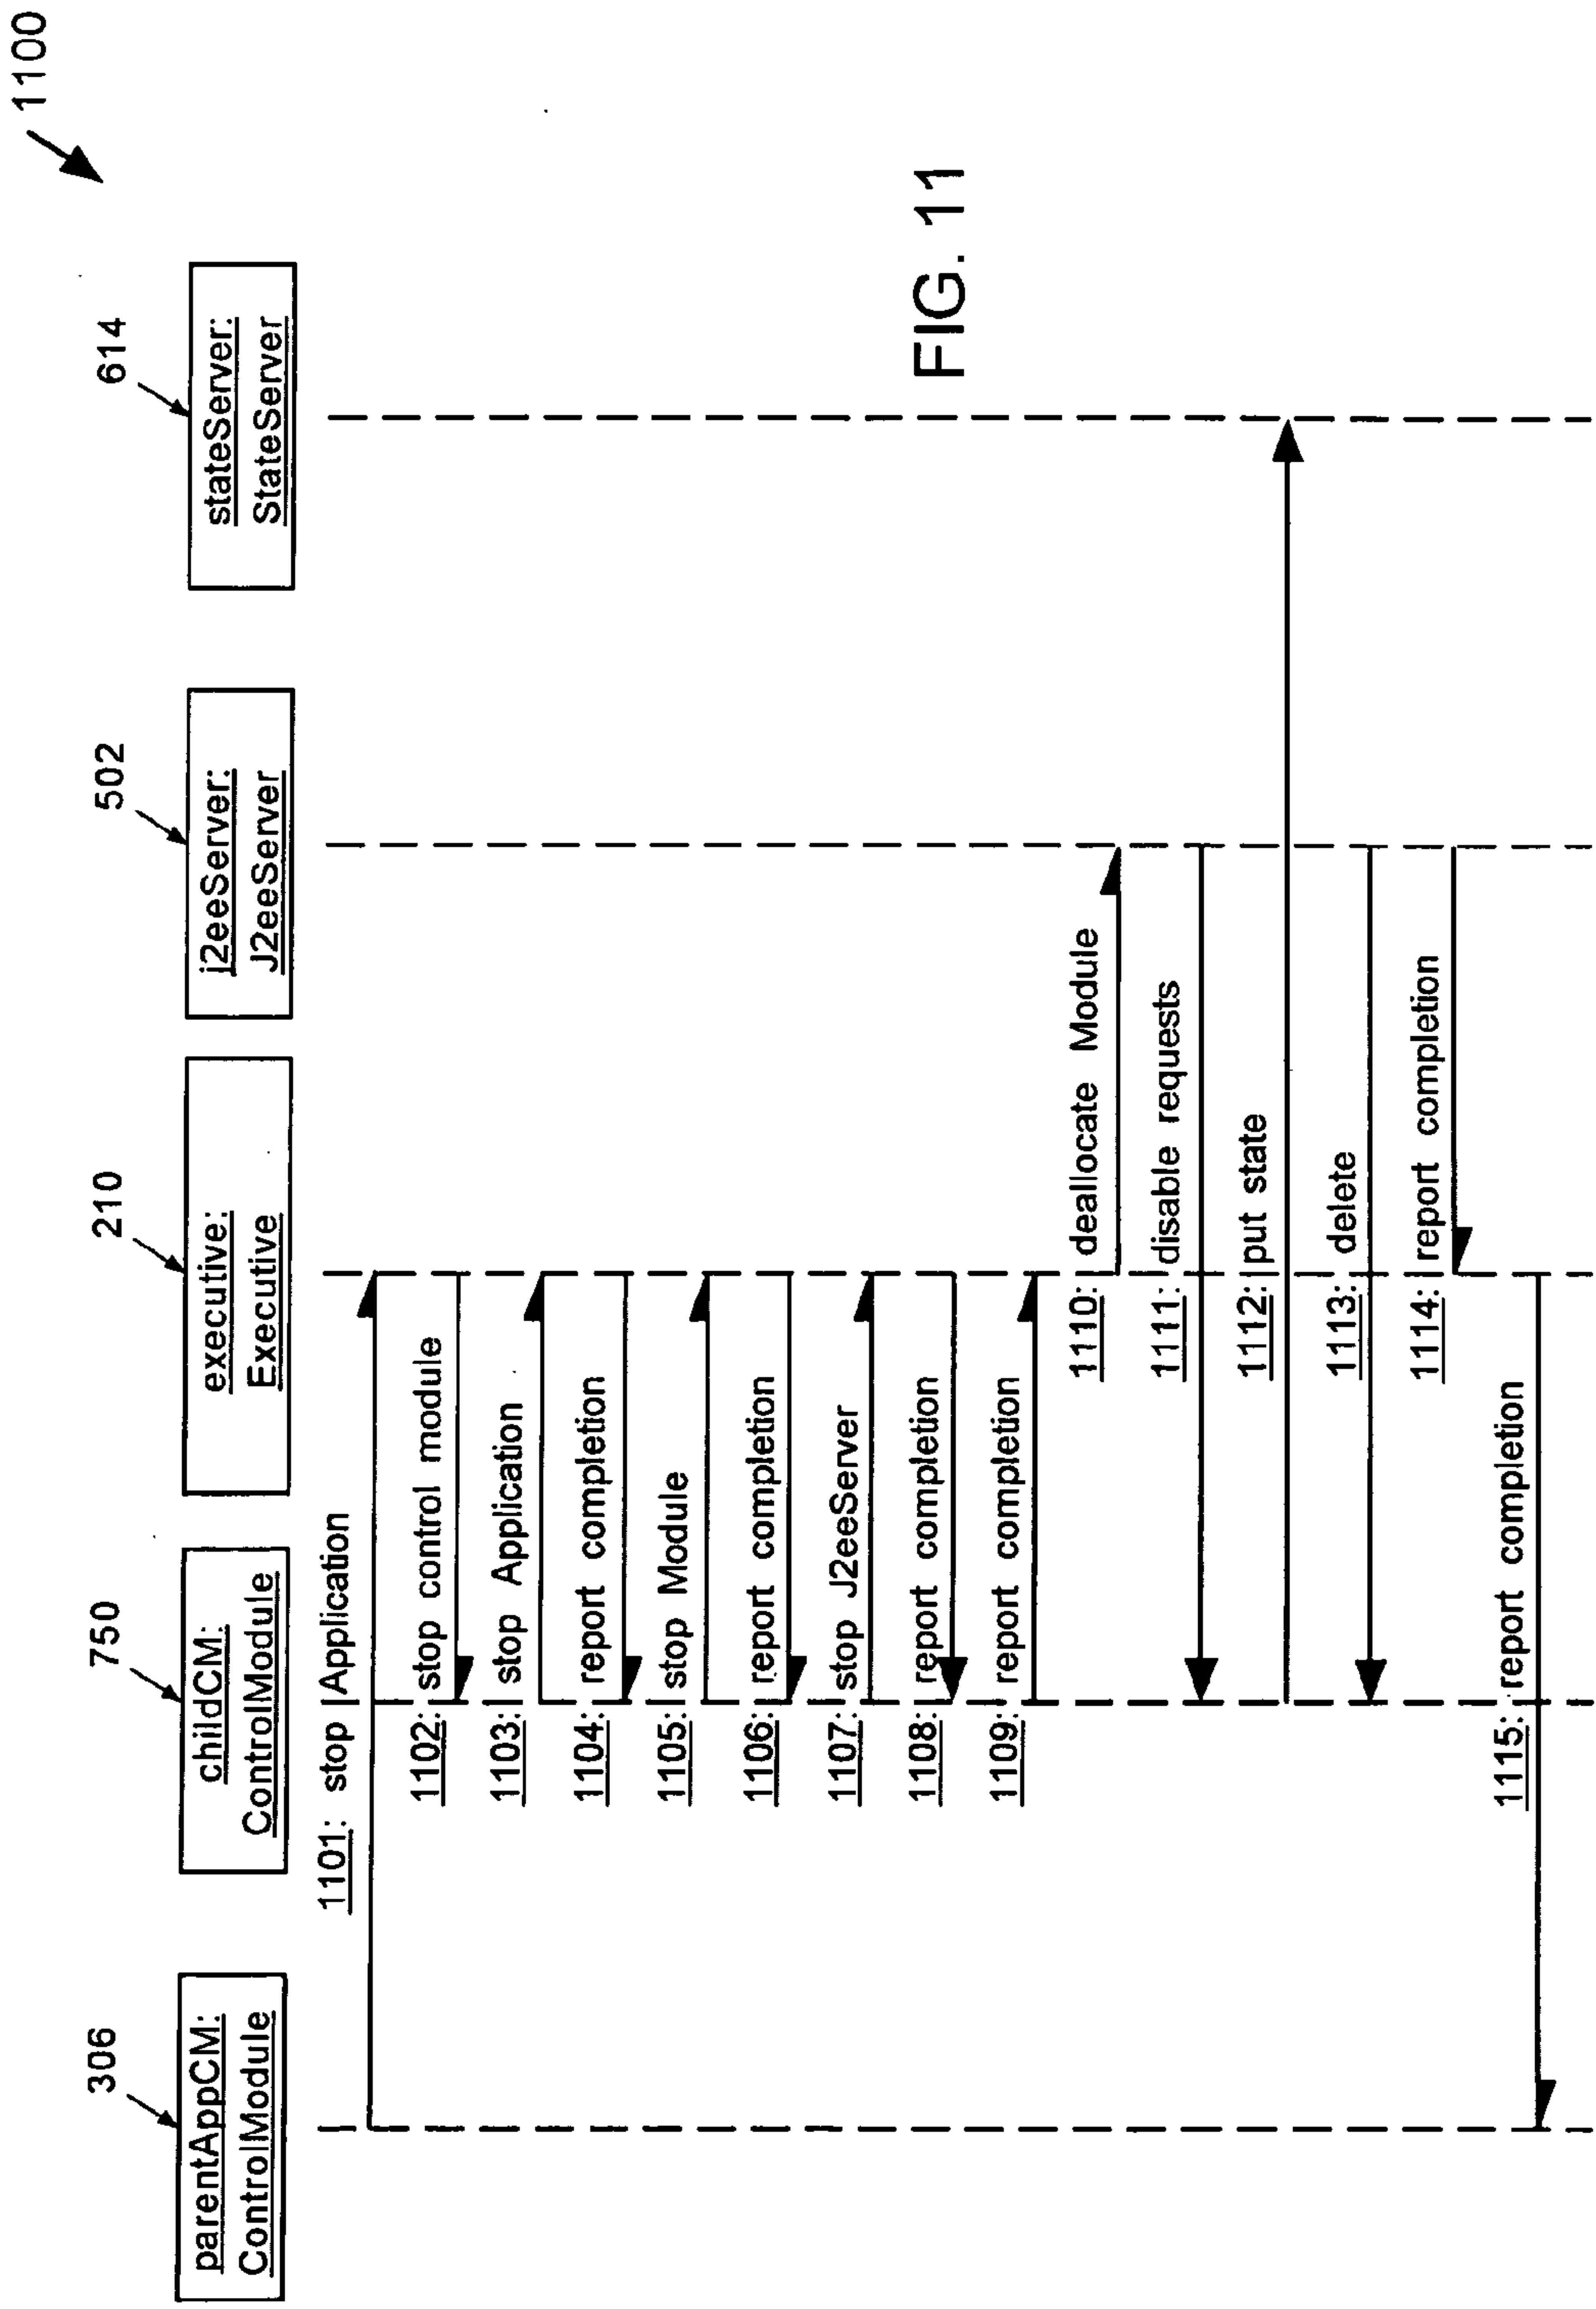 1100
306
parentAppCM:
ControlModule
750
childCM:
ControlModule
210
executive:
Executive
502
j2eeServer:
J2eeServer
614
stateServer:
StateServer
1101: stop Application
1102: stop control module
1103: stop Application
1104: report completion
1105: stop Module
1106: report completion
1107: stop J2eeServer
1108: report completion
1109: report completion
1110: deallocate Module
1111: disable requests
1112: put state
1113: delete
1114: report completion
1115: report completion
FIG. 11